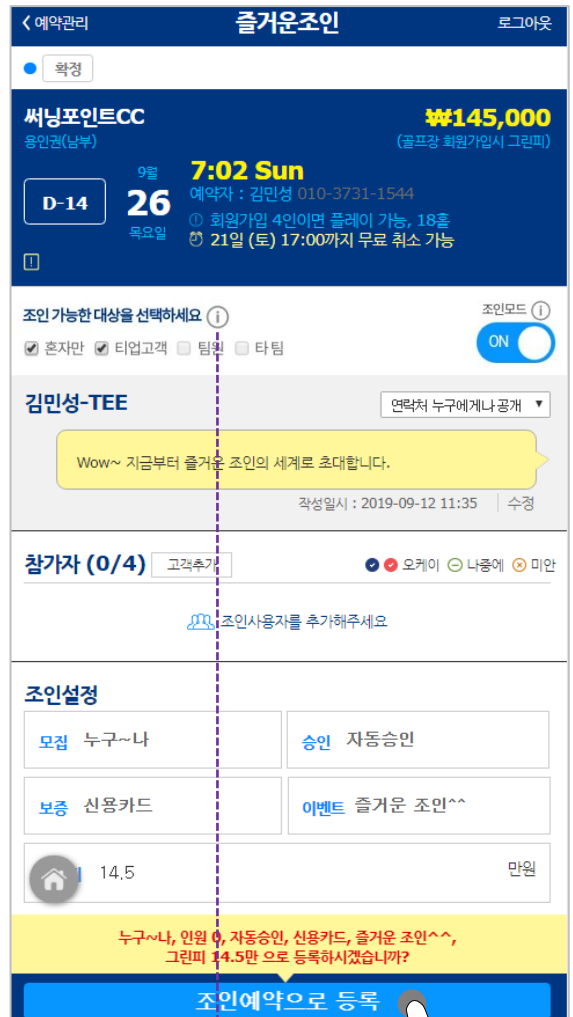 < 예약관리 즐거운조인 로그아웃
확정
써닝포인트CC ₩145,000
용인권(남부) (골프장 회원가입시 그린피)
9월 7:02 Sun
D-14 26 예약자 : 김민성 010-3731-1544
목요일 ① 회원가입 4인이면 플레이 가능, 18홀
21일 (토) 17:00까지 무료 취소 가능
!
조인 가능한 대상을 선택하세요 i 조인모드 i
혼자만 티업고객 팀원 타팀 ON
김민성-TEE 연락처 누구에게나 공개 ▼
Wow~ 지금부터 즐거운 조인의 세계로 초대합니다.
작성일시 : 2019-09-12 11:35 | 수정
참가자 (0/4) 고객추가 오케이 나중에 미안
조인사용자를 추가해주세요
조인설정
모집 누구~나 승인 자동승인
보증 신용카드 이벤트 즐거운 조인^^
14.5 만원
누구~나, 인원 0, 자동승인, 신용카드, 즐거운 조인^^,
그린피 14.5만 으로 등록하시겠습니까?
조인예약으로 등록